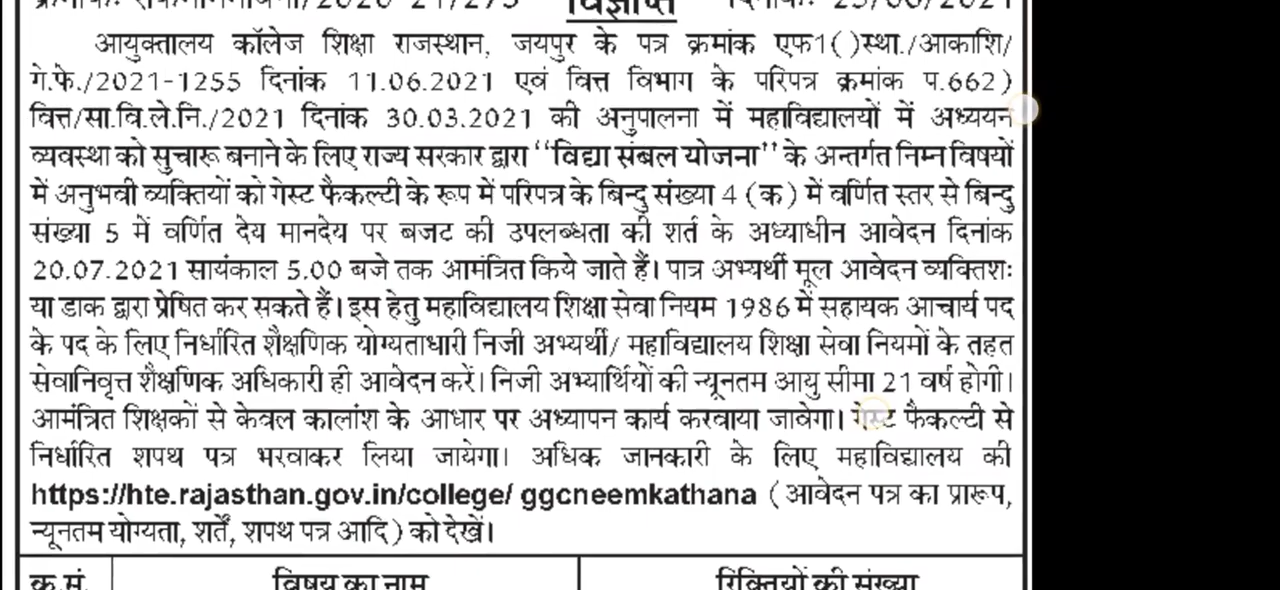 विज्ञप्ति
आयुक्तालय कॉलेज शिक्षा राजस्थान, जयपुर के पत्र क्रमांक एफ1( )स्था./आकाशि/
गे.फे./2021-1255 दिनांक 11.06.2021 एवं वित्त विभाग के परिपत्र क्रमांक प.662)
वित्त/सा.वि.ले.नि./2021 दिनांक 30.03.2021 की अनुपालना में महाविद्यालयों में अध्ययन
व्यवस्था को सुचारू बनाने के लिए राज्य सरकार द्वारा ''विद्या संबल योजना'' के अन्तर्गत निम्न विषयों
में अनुभवी व्यक्तियों को गेस्ट फैकल्टी के रूप में परिपत्र के बिन्दु संख्या 4 (क) में वर्णित स्तर से बिन्दु
संख्या 5 में वर्णित देय मानदेय पर बजट की उपलब्धता की शर्त के अध्याधीन आवेदन दिनांक
20.07.2021 सायंकाल 5.00 बजे तक आमंत्रित किये जाते हैं। पात्र अभ्यर्थी मूल आवेदन व्यक्तिशः
या डाक द्वारा प्रेषित कर सकते हैं। इस हेतु महाविद्यालय शिक्षा सेवा नियम 1986 में सहायक आचार्य पद
के पद के लिए निर्धारित शैक्षणिक योग्यताधारी निजी अभ्यर्थी/ महाविद्यालय शिक्षा सेवा नियमों के तहत
सेवानिवृत्त शैक्षणिक अधिकारी ही आवेदन करें। निजी अभ्यार्थियों की न्यूनतम आयु सीमा 21 वर्ष होगी।
आमंत्रित शिक्षकों से केवल कालांश के आधार पर अध्यापन कार्य करवाया जावेगा। गेस्ट फैकल्टी से
निर्धारित शपथ पत्र भरवाकर लिया जायेगा। अधिक जानकारी के लिए महाविद्यालय की
https://hte.rajasthan.gov.in/college/ ggcneemkathana (आवेदन पत्र का प्रारूप,
न्यूनतम योग्यता, शर्तें, शपथ पत्र आदि) को देखें।
क.सं. विषय का नाम रिक्तियों की संख्या